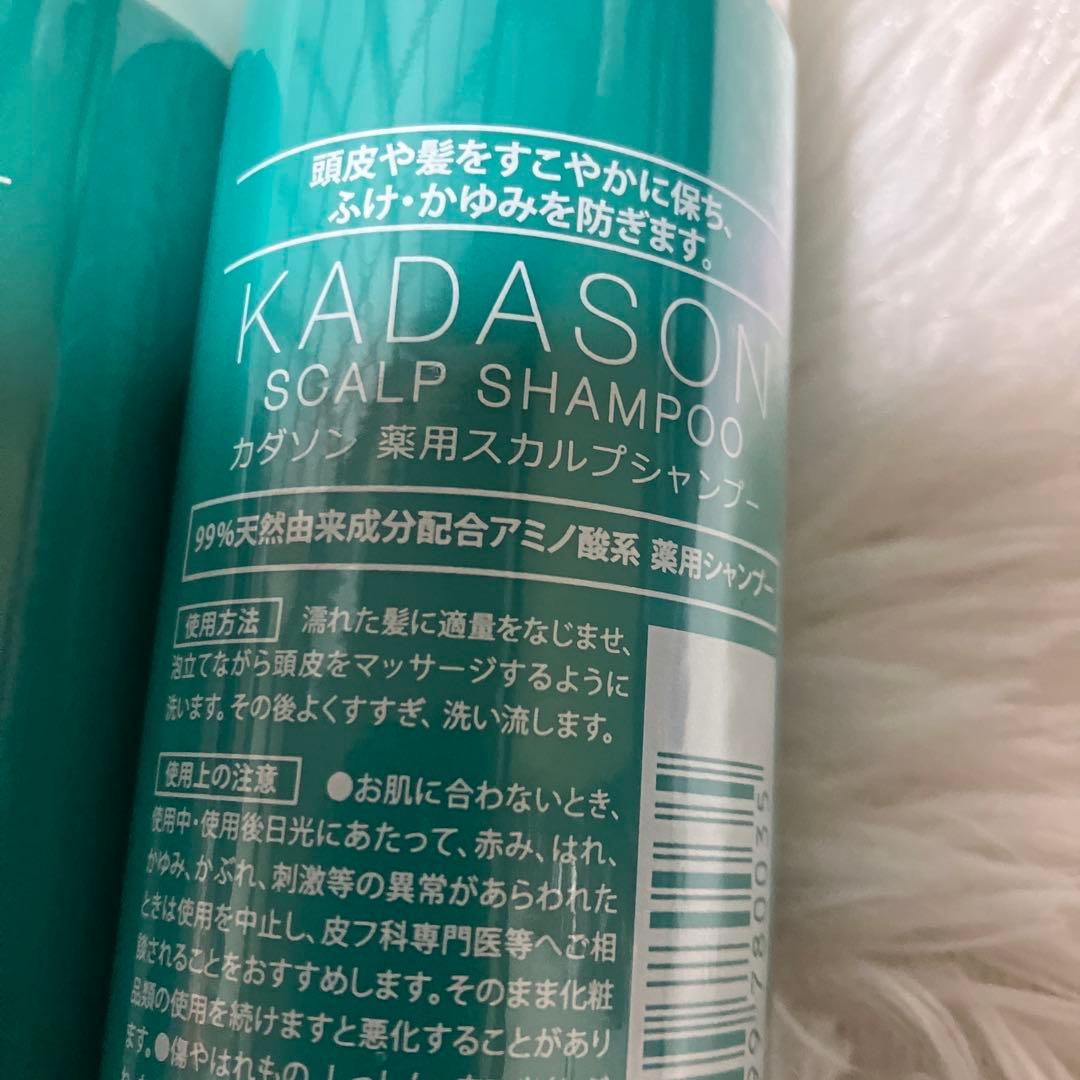 頭皮や髪をすこやかに保ち、
ふけ・かゆみを防ぎます。
KADASON
SCALP SHAMPOO
カダソン 薬用スカルプシャンプー
99%天然由来成分配合アミノ酸系 薬用シャンプー
使用方法 濡れた髪に適量をなじませ、
泡立てながら頭皮をマッサージするように
洗います。その後よくすすぎ、洗い流します。
使用上の注意 ●お肌に合わないとき、
使用中・使用後日光にあたって、赤み、はれ、
かゆみ、かぶれ、刺激等の異常があらわれた
ときは使用を中止し、皮フ科専門医等へご相
談されることをおすすめします。そのまま化粧
品類の使用を続けますと悪化することがあり
ます。●傷やはれもの、しっしん、
99780035